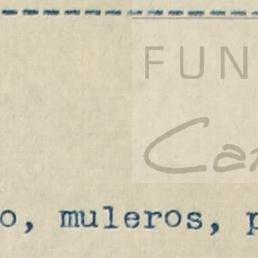 FUN
Ca
o, muleros, p